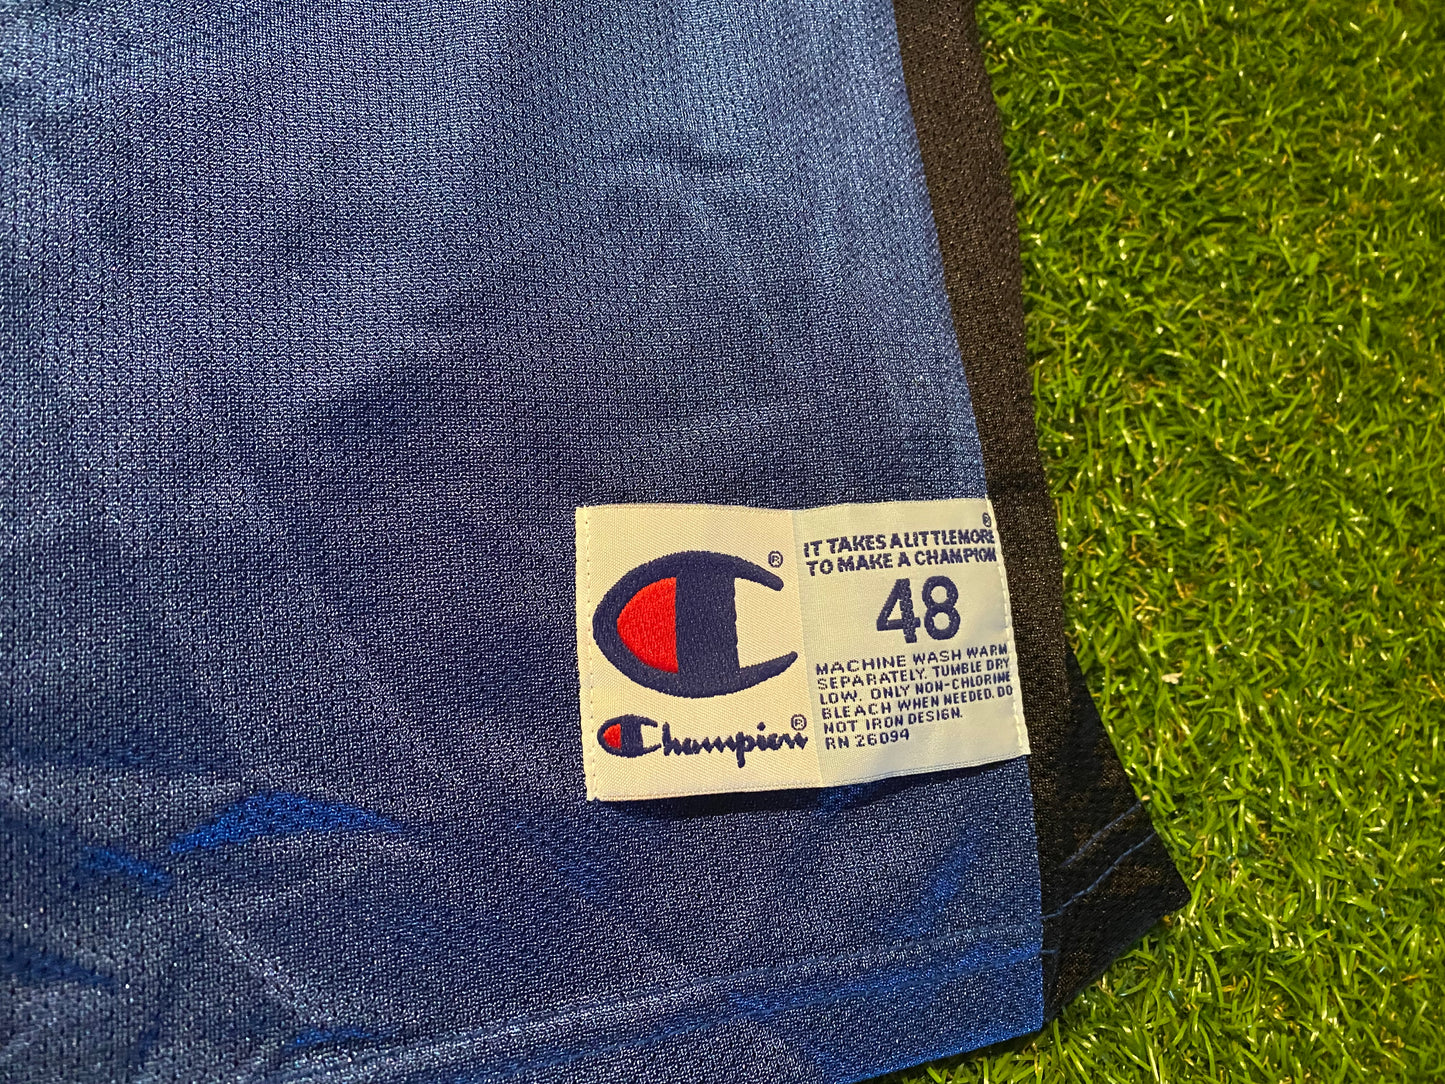 ®
Champion®
®
IT TAKES A LITTLE MORE
TO MAKE A CHAMPION
48
MACHINE WASH WARM
SEPARATELY. TUMBLE DRY
LOW. ONLY NON-CHLORINE
BLEACH WHEN NEEDED. DO
NOT IRON DESIGN.
RN 26094